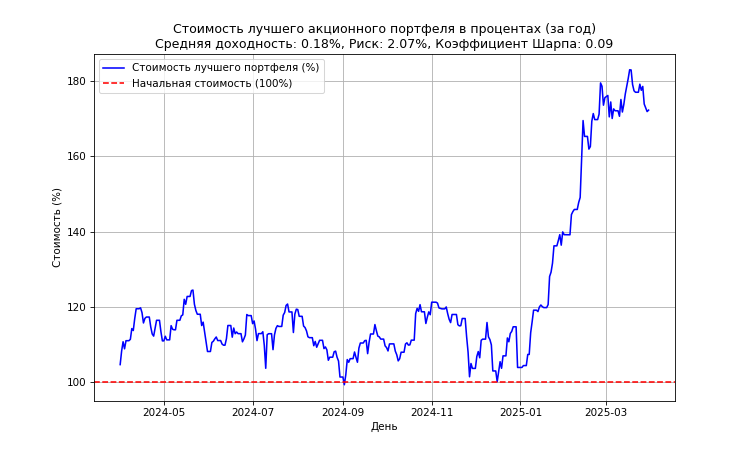 Стоимость лучшего акционного портфеля в процентах (за год)
Средняя доходность: 0.18%, Риск: 2.07%, Коэффициент Шарпа: 0.09
Стоимость лучшего портфеля (%)
Начальная стоимость (100%)
Стоимость (%)
180
160
140
120
100
2024-05 2024-07 2024-09 2024-11 2025-01 2025-03
День